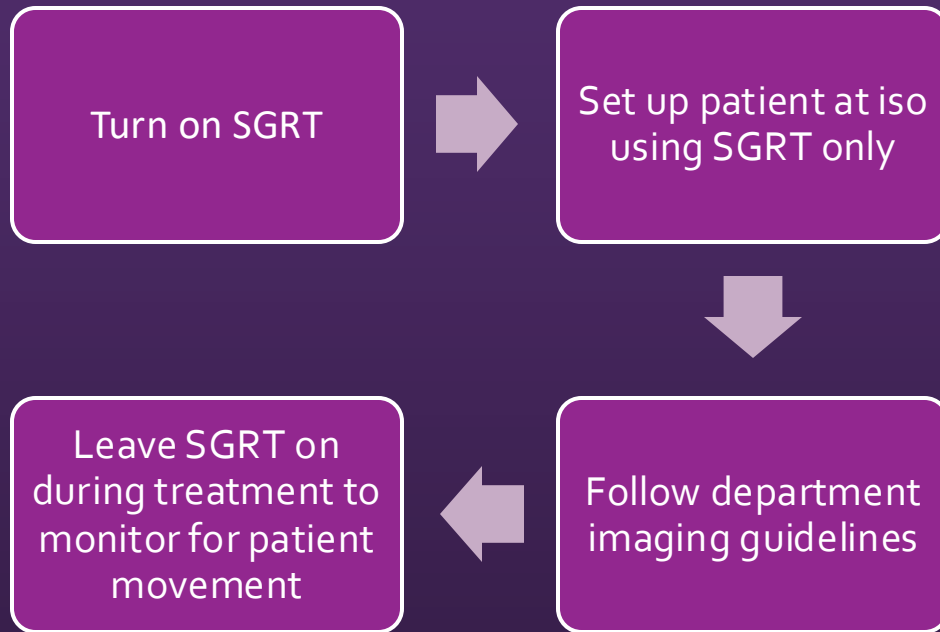 Turn on SGRT
Set up patient at iso
using SGRT only
Follow department
imaging guidelines
Leave SGRT on
during treatment to
monitor for patient
movement